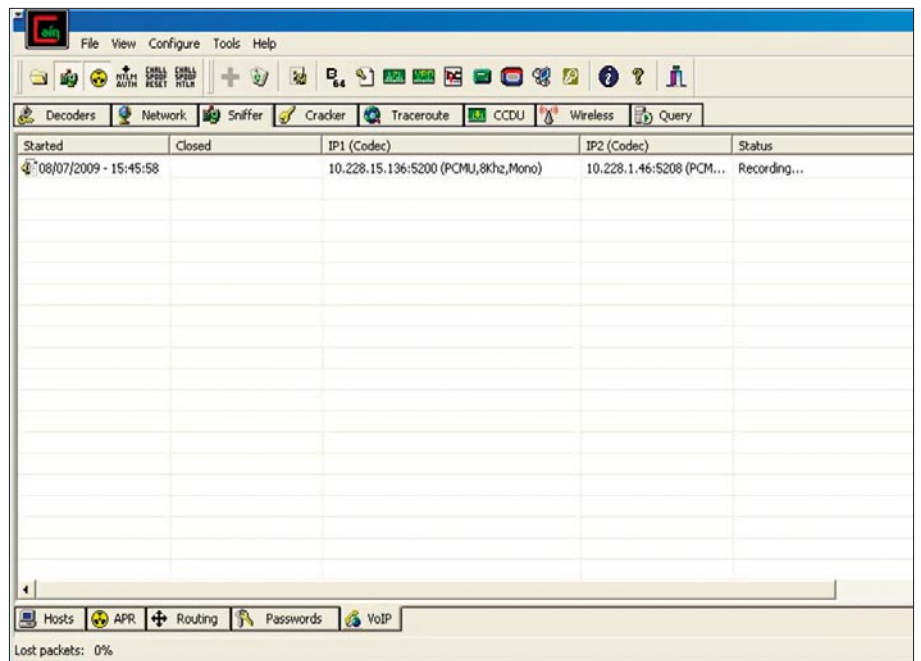 Cain
File View Configure Tools Help
+ NTLM AUTH CHALL SPOOF RESET CHALL SPOOF NTLM B 64
Decoders Network Sniffer Cracker Traceroute CCDU Wireless Query
Started Closed IP1 (Codec) IP2 (Codec) Status
08/07/2009 - 15:45:58 10.228.15.136:5200 (PCMU,8Khz,Mono) 10.228.1.46:5208 (PCM... Recording...
Hosts APR Routing Passwords VoIP
Lost packets: 0%